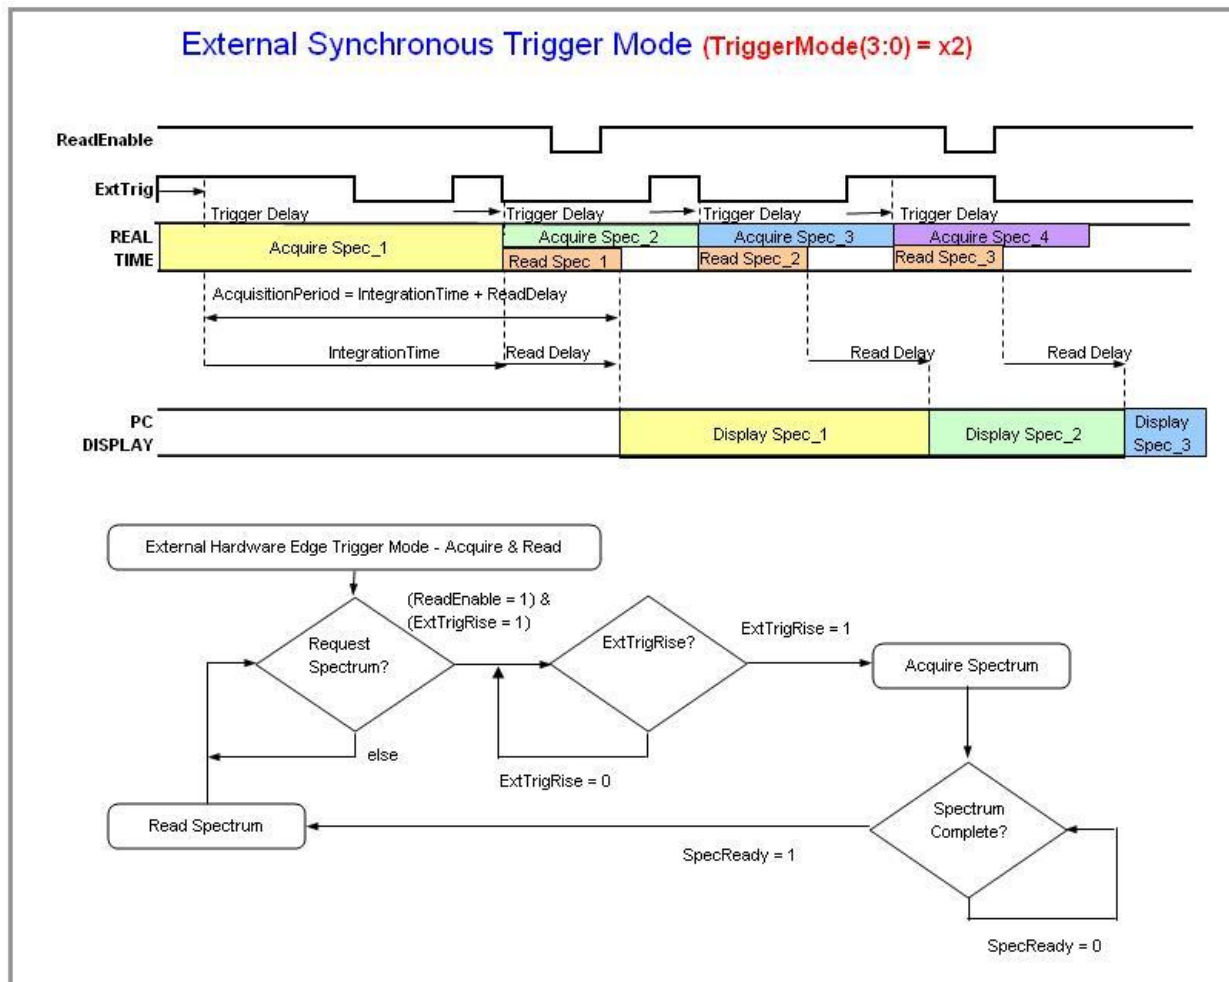 External Synchronous Trigger Mode (TriggerMode(3:0) = x2)
ReadEnable
ExtTrig
Trigger Delay Trigger Delay Trigger Delay Trigger Delay
REAL
TIME
Acquire Spec_1
Acquire Spec_2 Acquire Spec_3 Acquire Spec_4
Read Spec_1 Read Spec_2 Read Spec_3
AcquisitionPeriod = IntegrationTime + ReadDelay
IntegrationTime Read Delay Read Delay Read Delay
PC
DISPLAY
Display Spec_1 Display Spec_2
Display
Spec_3
External Hardware Edge Trigger Mode - Acquire & Read
(ReadEnable = 1) &
(ExtTrigRise = 1)
Request
Spectrum?
ExtTrigRise?
ExtTrigRise = 1
Acquire Spectrum
else
ExtTrigRise = 0
Read Spectrum
Spectrum
Complete?
SpecReady = 1
SpecReady = 0